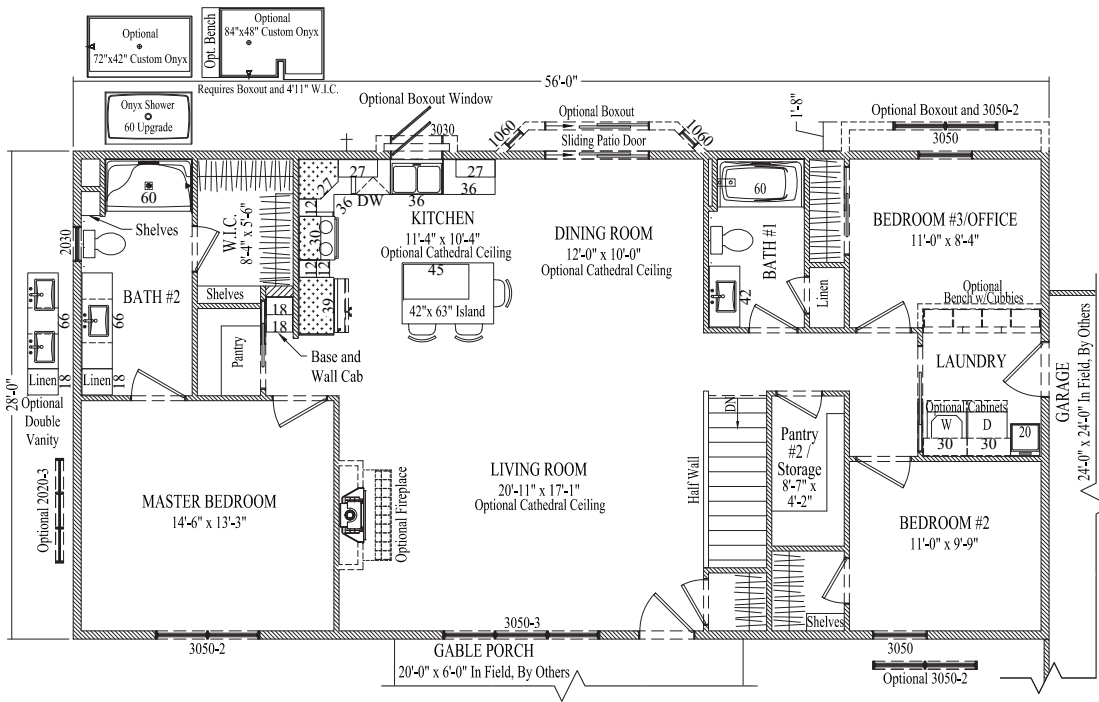 Optional
72"x42" Custom Onyx
Opt. Bench
Optional
84"x48" Custom Onyx
Requires Boxout and 4'11" W.I.C.
56'-0"
Onyx Shower
60 Upgrade
Optional Boxout Window
3030
1060
Optional Boxout
Sliding Patio Door
1060
1'-8"
Optional Boxout and 3050-2
3050
28'-0"
60
Shelves
2030
BATH #2
66
Linen
18
66
Linen
18
Optional
Double
Vanity
W.I.C.
8'-4" x 5'-6"
Shelves
Pantry
18
18
Base and
Wall Cab
27
27
12
30
12
12
39
36
DW
36
27
36
KITCHEN
11'-4" x 10'-4"
Optional Cathedral Ceiling
45
42"x 63" Island
DINING ROOM
12'-0" x 10'-0"
Optional Cathedral Ceiling
60
BATH #1
42
Linen
BEDROOM #3/OFFICE
11'-0" x 8'-4"
Optional
Bench w/Cubbies
LAUNDRY
Optional Cabinets
W
30
D
30
20
GARAGE
24'-0" x 24'-0" In Field, By Others
MASTER BEDROOM
14'-6" x 13'-3"
Optional 2020-3
Optional Fireplace
LIVING ROOM
20'-11" x 17'-1"
Optional Cathedral Ceiling
Half Wall
DN
Pantry
#2 /
Storage
8'-7" x
4'-2"
BEDROOM #2
11'-0" x 9'-9"
Shelves
3050-2
3050-3
3050
GABLE PORCH
20'-0" x 6'-0" In Field, By Others
Optional 3050-2